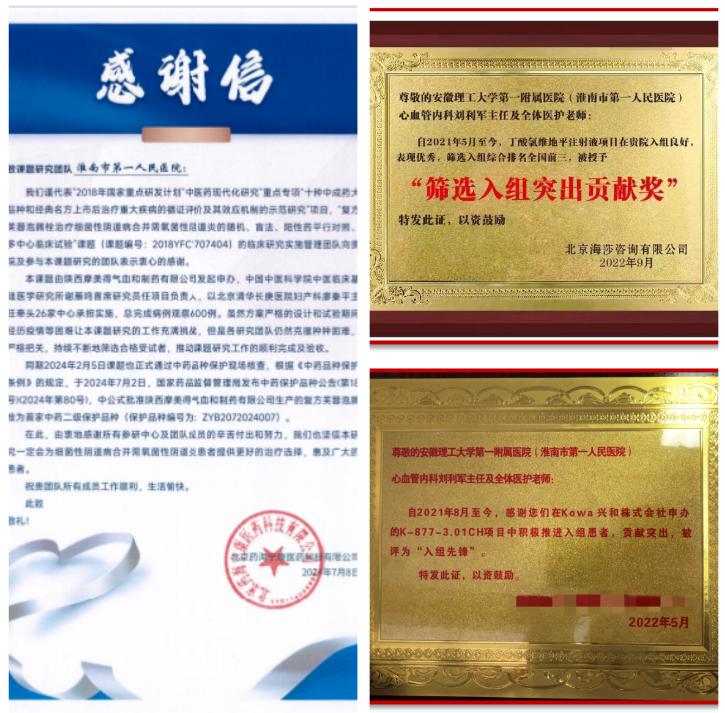 感谢信
致课题研究团队 淮南市第一人民医院:
我们谨代表"2018年国家重点研发计划"中医药现代化研究"重点专项"十种中成药大
品种和经典名方上市后治疗重大疾病的循证评价及其效应机制的示范研究"项目,"复方
芙蓉泡腾栓治疗细菌性阴道病合并需氧菌性阴道炎的随机、盲法、阳性药平行对照、
多中心临床试验"课题(课题编号:2018YFC'707404)的临床研究实施管理团队向贵
院及参与本课题研究的团队表示衷心的感谢。
本课题由陕西摩美得气血和制药有限公司发起申办,中国中医科学院中医临床基
础医学研究所谢雁鸣首席研究员任项目负责人,以北京清华长庚医院妇产科廖秦平主
任牵头26家中心承担实施,总完成病例观察600例。虽然方案严格的设计和试验期间
经历疫情等困难让本课题研究的工作充满挑战,但是各研究团队仍然克服种种困难,
严格把关,持续不断地筛选合格受试者,推动课题研究工作的顺利完成及验收。
同期2024年2月5日课题也正式通过中药品种保护现场核查,根据《中药品种保护
条例》的规定,于2024年7月2日,国家药品监督管理局发布中药保护品种公告(第18
号)(2024年第80号),中公式批准陕西摩美得气血和制药有限公司生产的复方芙蓉泡腾
栓为首家中药二级保护品种(保护品种编号为:ZYB2072024007)。
在此,由衷地感谢所有参研中心及团队成员的辛苦付出和努力,我们也坚信本研
究一定会为细菌性阴道病合并需氧菌性阴道炎患者提供更好的治疗选择,惠及广大的
患者。
祝贵团队所有成员工作顺利,生活愉快。
此致
敬礼!
2024年7月8日
尊敬的安徽理工大学第一附属医院(淮南市第一人民医院)
心血管内科刘利军主任及全体医护老师:
自2021年5月至今,丁酸氯维地平注射液项目在贵院入组良好,
表现优秀,筛选入组综合排名全国前三,被授予
"筛选入组突出贡献奖"
特发此证,以资鼓励
北京海莎咨询有限公司
2022年9月
尊敬的安徽理工大学第一附属医院(淮南市第一人民医院)
心血管内科刘利军主任及全体医护老师:
自2021年8月至今,感谢您们在Kowa兴和株式会社申办
的K-877-3.01CH项目中积极推进入组患者,贡献突出,被
评为"入组先锋"。
特发此证,以资鼓励。
2022年5月